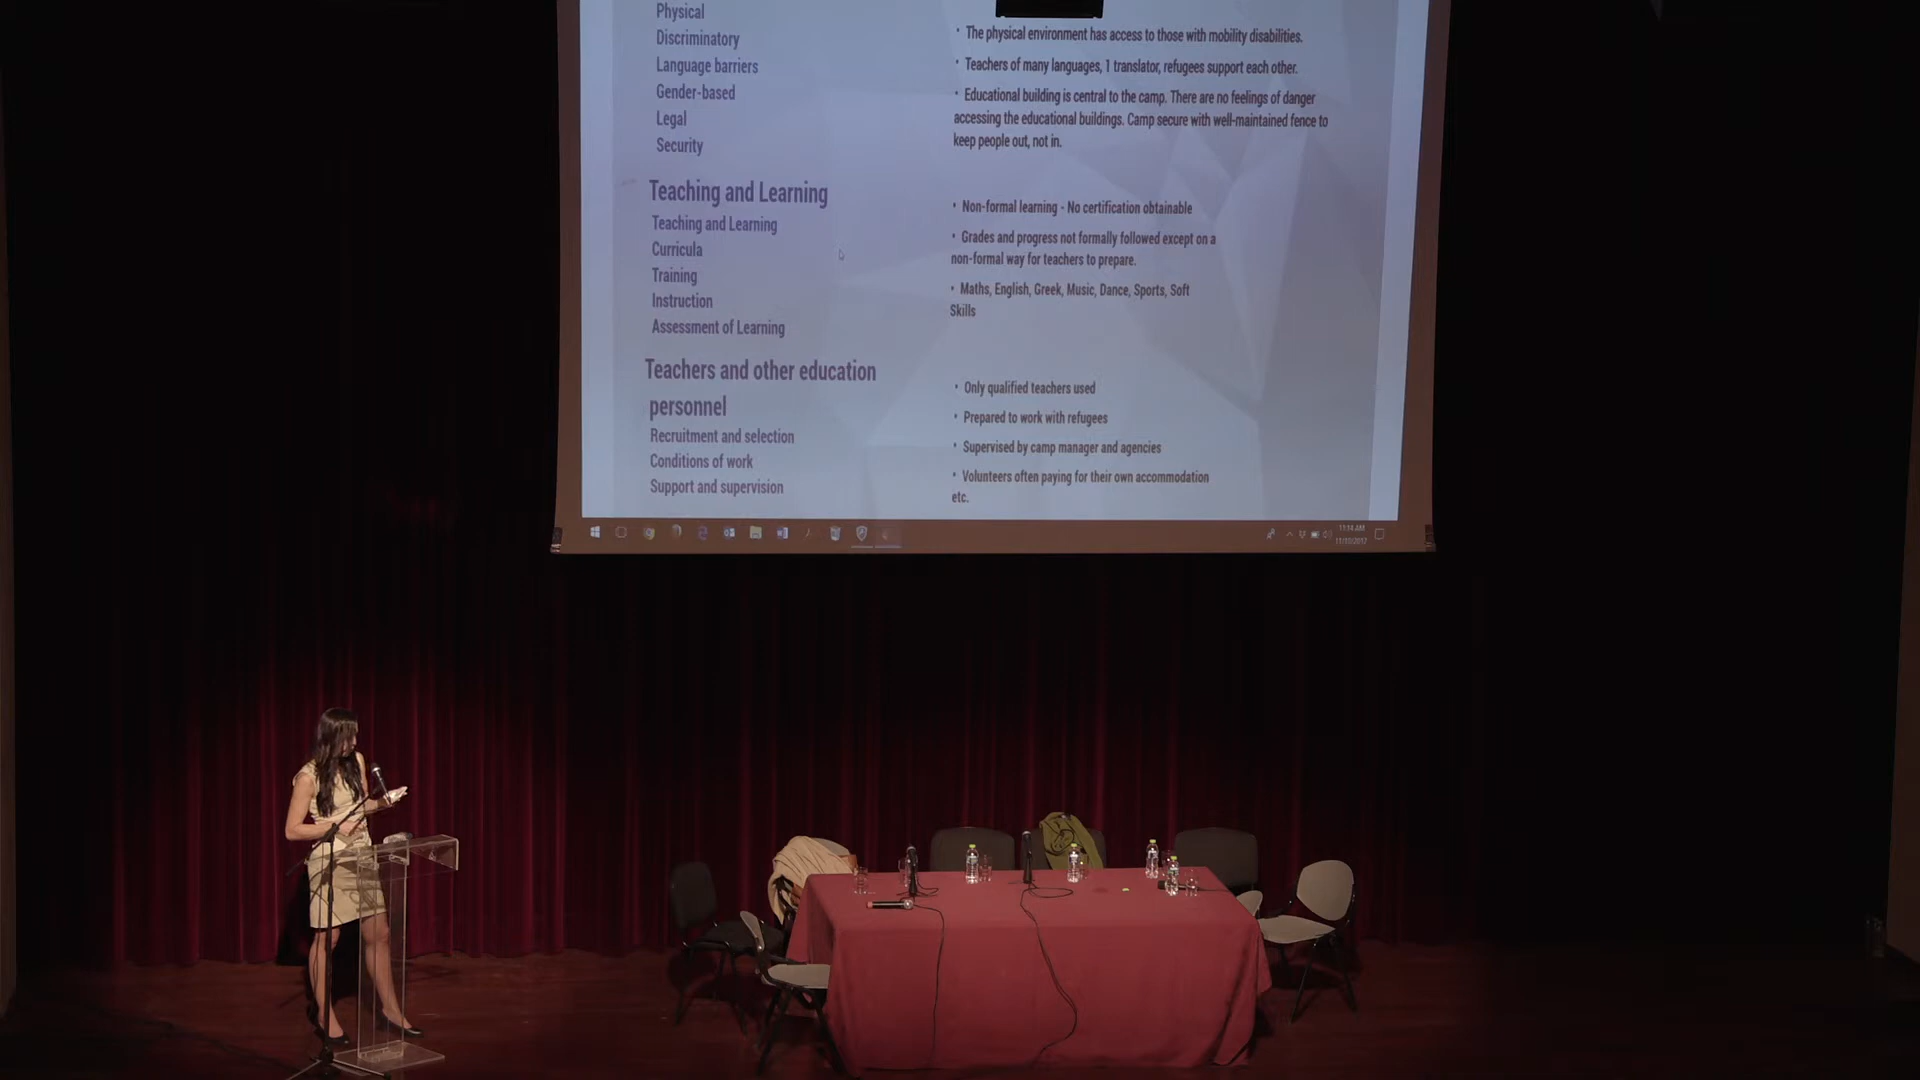 Physical
Discriminatory
Language barriers
Gender-based
Legal
Security
• The physical environment has access to those with mobility disabilities.
• Teachers of many languages, 1 translator, refugees support each other.
• Educational building is central to the camp. There are no feelings of danger
accessing the educational buildings. Camp secure with well-maintained fence to
keep people out, not in.
Teaching and Learning
Teaching and Learning
Curricula
Training
Instruction
Assessment of Learning
• Non-formal learning - No certification obtainable
• Grades and progress not formally followed except on a
non-formal way for teachers to prepare.
• Maths, English, Greek, Music, Dance, Sports, Soft
Skills
Teachers and other education
personnel
Recruitment and selection
Conditions of work
Support and supervision
• Only qualified teachers used
• Prepared to work with refugees
• Supervised by camp manager and agencies
• Volunteers often paying for their own accommodation
etc.